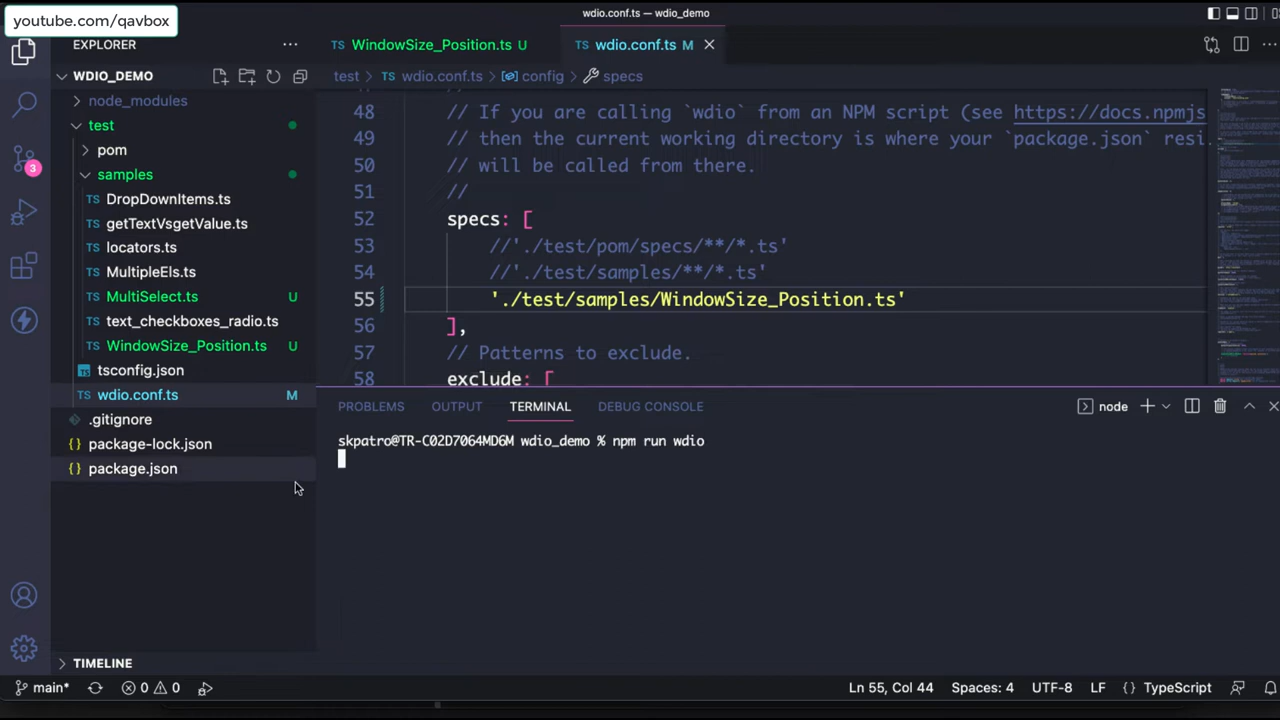 wdio.conf.ts — wdio_demo
youtube.com/qavbox
EXPLORER
WindowSize_Position.ts U
wdio.conf.ts M
WDIO_DEMO
test > wdio.conf.ts > config > specs
node_modules
test
pom
samples
DropDownItems.ts
getTextVsgetValue.ts
locators.ts
MultipleEls.ts
MultiSelect.ts U
text_checkboxes_radio.ts
WindowSize_Position.ts U
tsconfig.json
wdio.conf.ts M
.gitignore
package-lock.json
package.json
3
48 // If you are calling `wdio` from an NPM script (see https://docs.npmjs
49 // then the current working directory is where your `package.json` resi
50 // will be called from there.
51 //
52 specs: [
53 //'./test/pom/specs/**/*.ts'
54 //'./test/samples/**/*.ts'
55 './test/samples/WindowSize_Position.ts'
56 ],
57 // Patterns to exclude.
58 exclude: [
PROBLEMS OUTPUT TERMINAL DEBUG CONSOLE
node
skpatro@TR-C02D7064MD6M wdio_demo % npm run wdio
TIMELINE
main* 0 0 Ln 55, Col 44 Spaces: 4 UTF-8 LF {} TypeScript